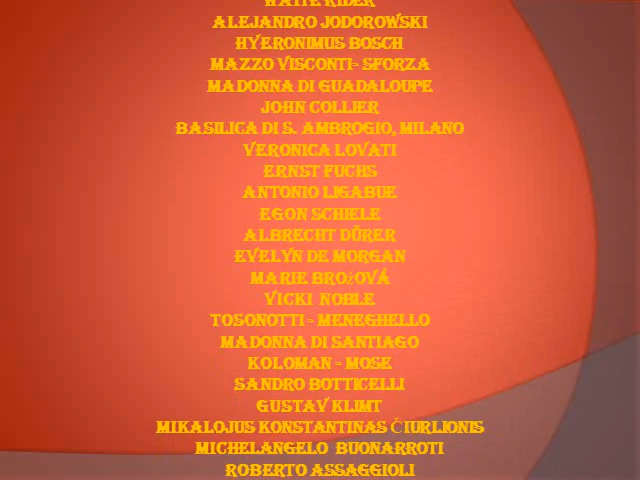 WAITE RIDER
ALEJANDRO JODOROWSKI
HYERONIMUS BOSCH
MAZZO VISCONTI- SFORZA
MADONNA DI GUADALOUPE
JOHN COLLIER
BASILICA DI S. AMBROGIO, MILANO
VERONICA LOVATI
ERNST FUCHS
ANTONIO LIGABUE
EGON SCHIELE
ALBRECHT DÜRER
EVELYN DE MORGAN
MARIE BROžOVÁ
VICKI NOBLE
TOSONOTTI - MENEGHELLO
MADONNA DI SANTIAGO
KOLOMAN - MOSE
SANDRO BOTTICELLI
GUSTAV KLIMT
MIKALOJUS KONSTANTINAS ČIURLIONIS
MICHELANGELO BUONARROTI
ROBERTO ASSAGGIOLI